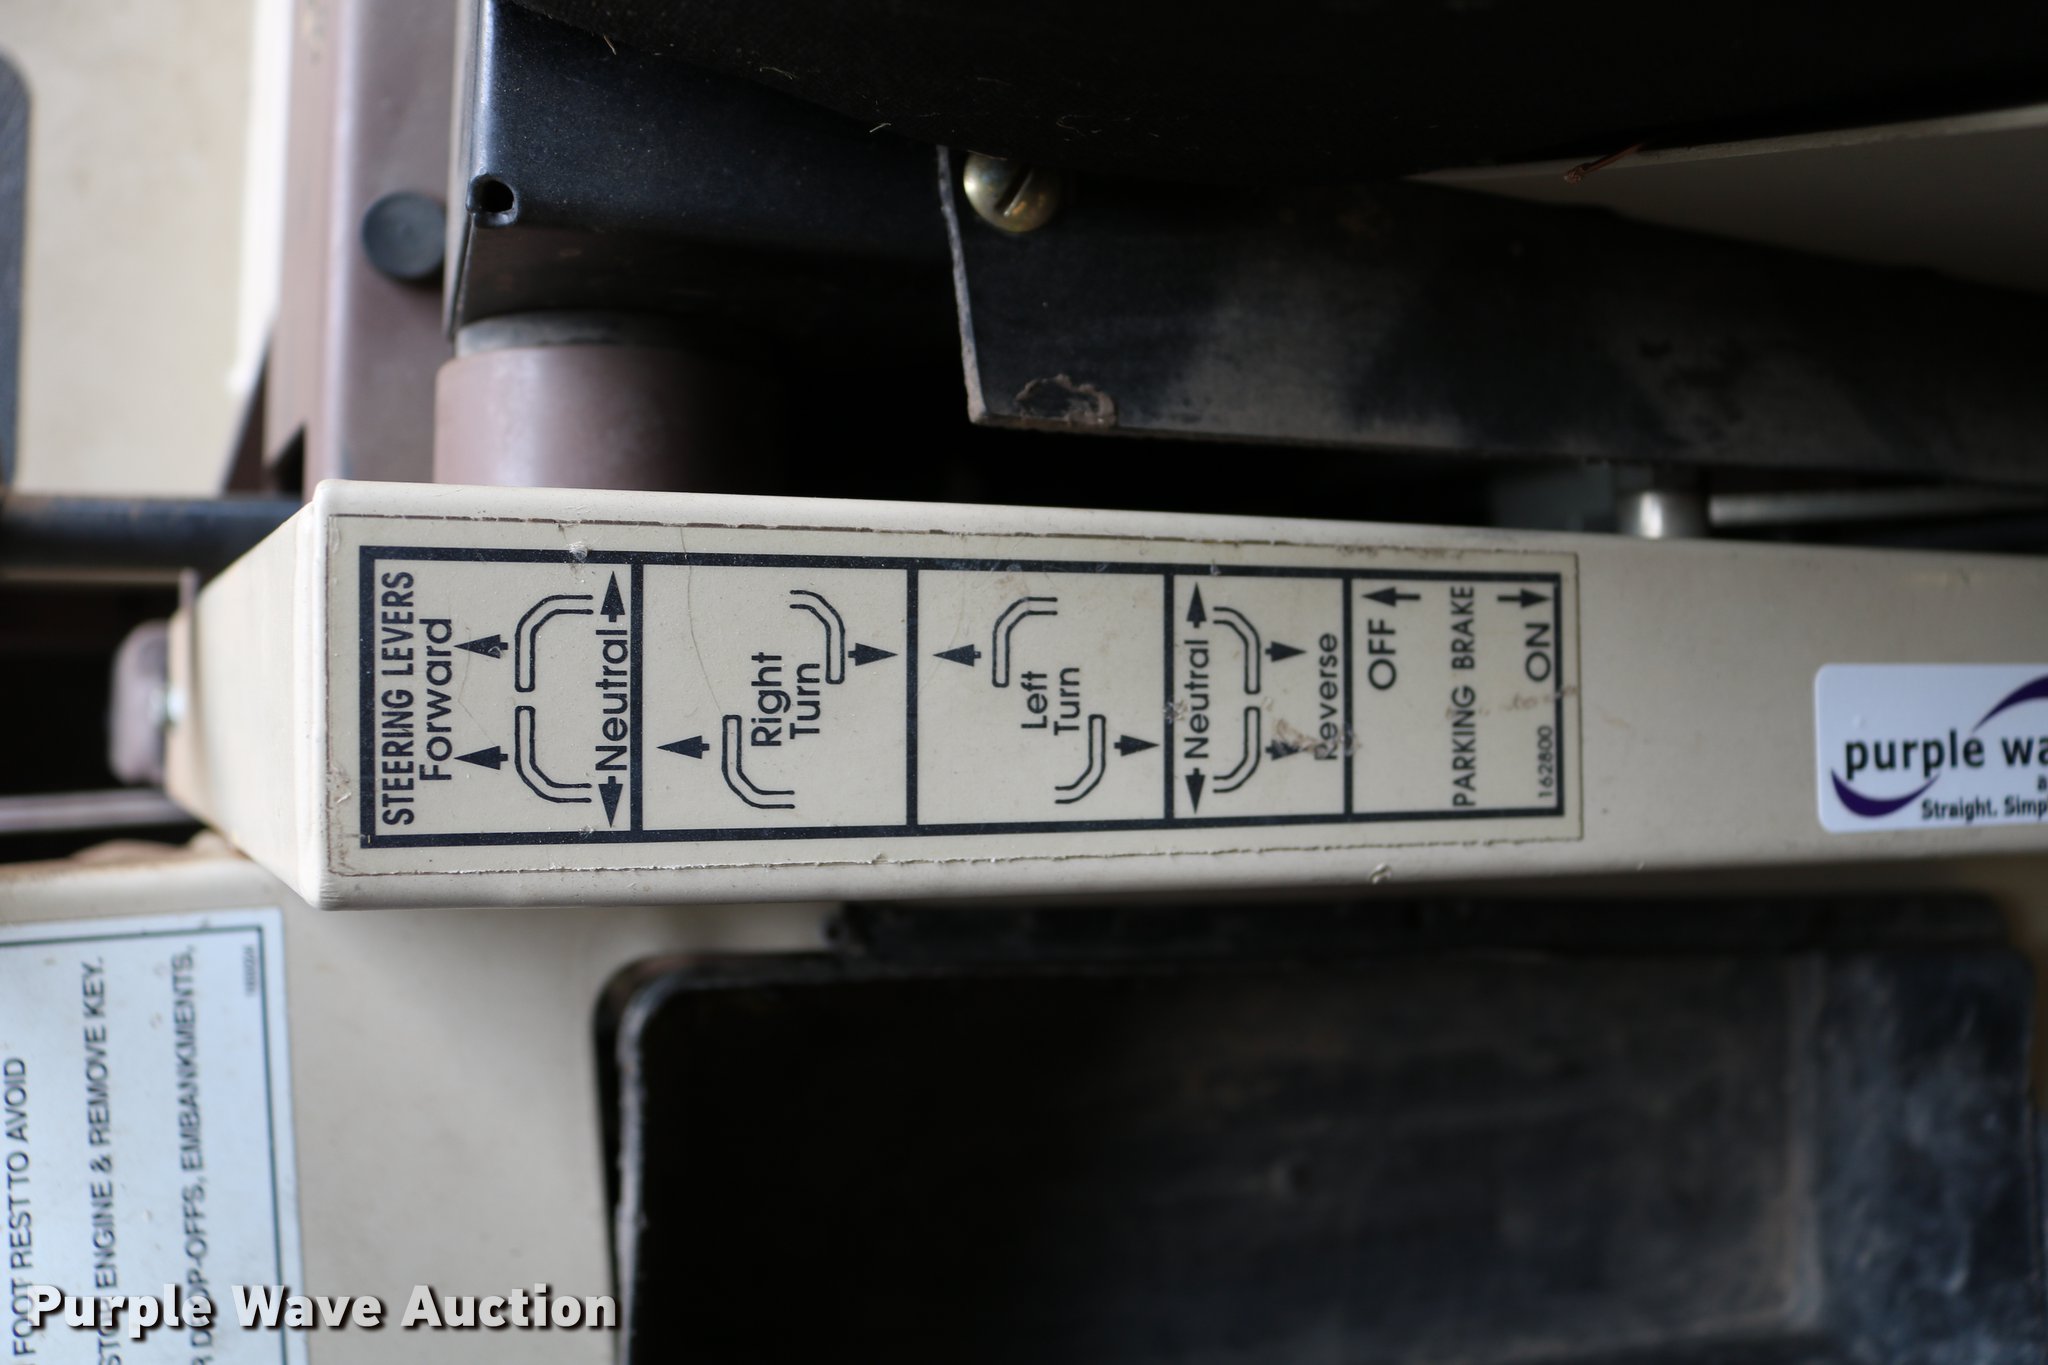 STEERING LEVERS
Forward
Neutral
Right
Turn
Left
Turn
Neutral
Reverse
OFF
PARKING BRAKE
ON
162800
purple wa
Straight. Simp
FOOT REST TO AVOID
ENGINE & REMOVE KEY.
DROP-OFFS, EMBANKMENTS,
Purple Wave Auction